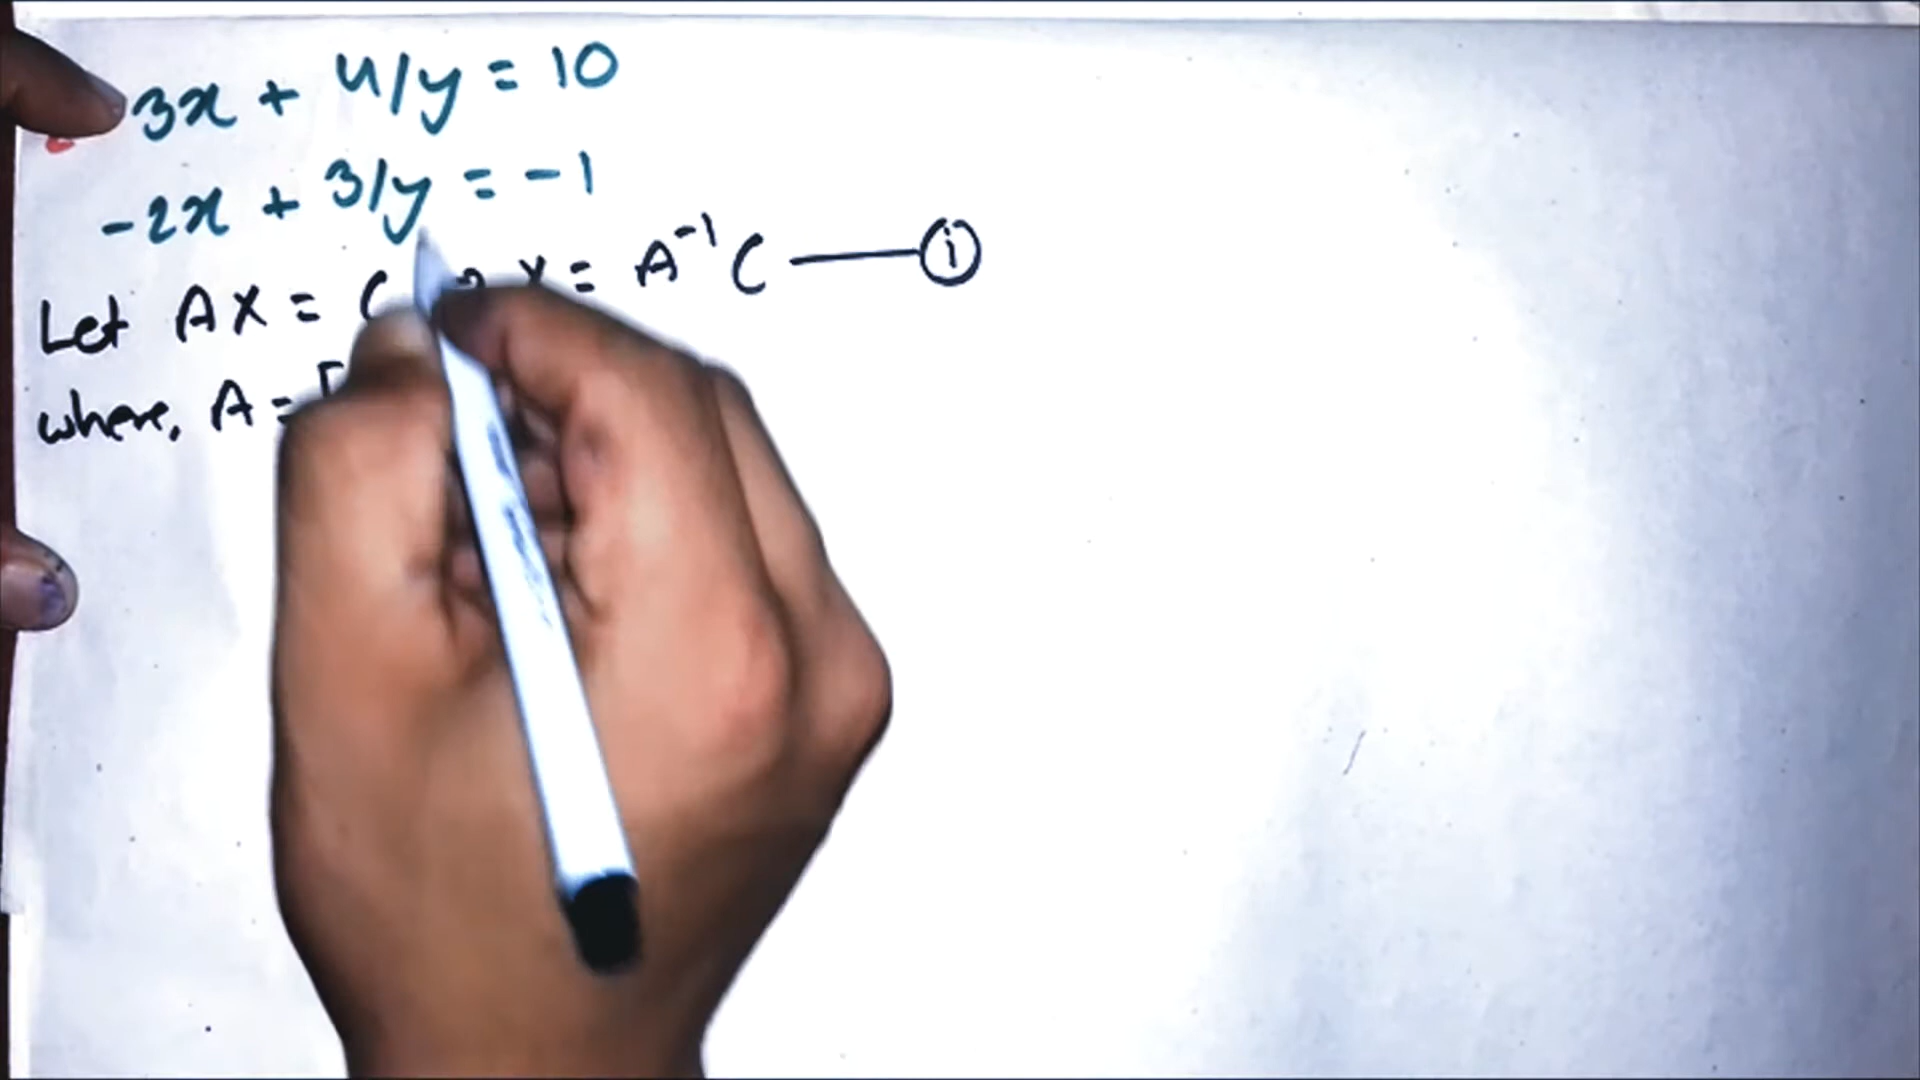 3x + 4/y = 10
-2x + 3/y = -1
Let AX = C X = A⁻¹C —— (i)
where, A = [